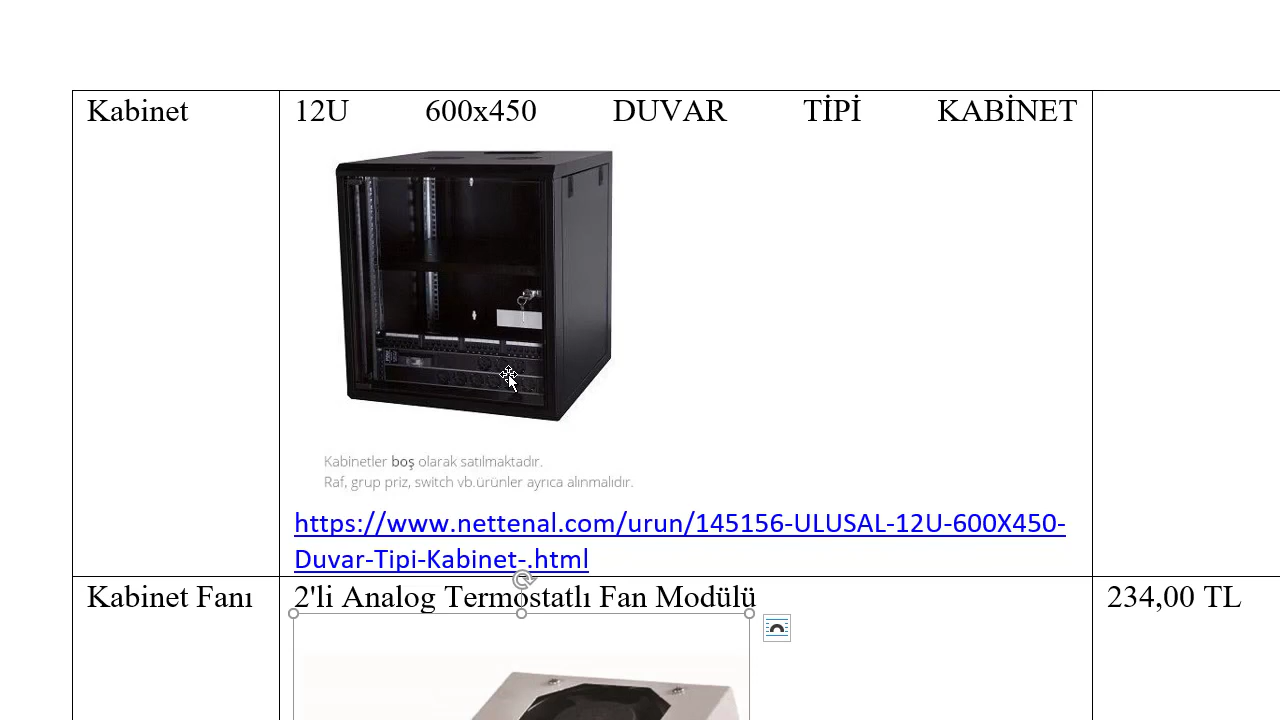 Kabinet
12U 600x450 DUVAR TİPİ KABİNET
Kabinetler boş olarak satılmaktadır.
Raf, grup priz, switch vb.ürünler ayrıca alınmalıdır.
https://www.nettenal.com/urun/145156-ULUSAL-12U-600X450-
Duvar-Tipi-Kabinet-.html
Kabinet Fanı
2'li Analog Termostatlı Fan Modülü
234,00 TL